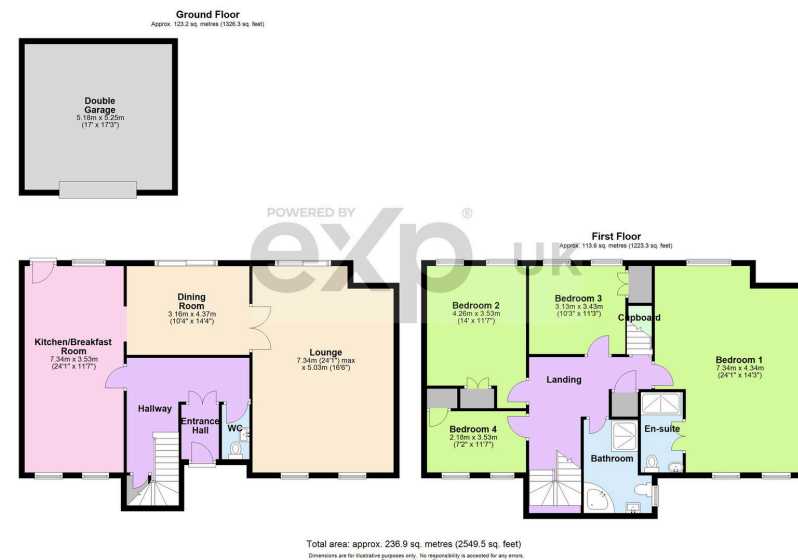 Ground Floor
Approx. 123.2 sq. metres (1326.3 sq. feet)
Double
Garage
5.18m x 5.25m
(17' x 17'3")
POWERED BY
eXp®
UK
First Floor
Approx. 113.6 sq. metres (1223.3 sq. feet)
Dining
Room
3.16m x 4.37m
(10'4" x 14'4")
Kitchen/Breakfast
Room
7.34m x 3.53m
(24'1" x 11'7")
Lounge
7.34m (24'1") max
x 5.03m (16'6")
Hallway
Entrance
Hall
WC
Bedroom 2
4.26m x 3.53m
(14' x 11'7")
Bedroom 3
3.13m x 3.43m
(10'3" x 11'3")
Cupboard
Bedroom 1
7.34m x 4.34m
(24'1" x 14'3")
Landing
Bedroom 4
2.18m x 3.53m
(7'2" x 11'7")
En-suite
Bathroom
Total area: approx. 236.9 sq. metres (2549.5 sq. feet)
Dimensions are for illustrative purposes only. No responsibility is accepted for any errors.